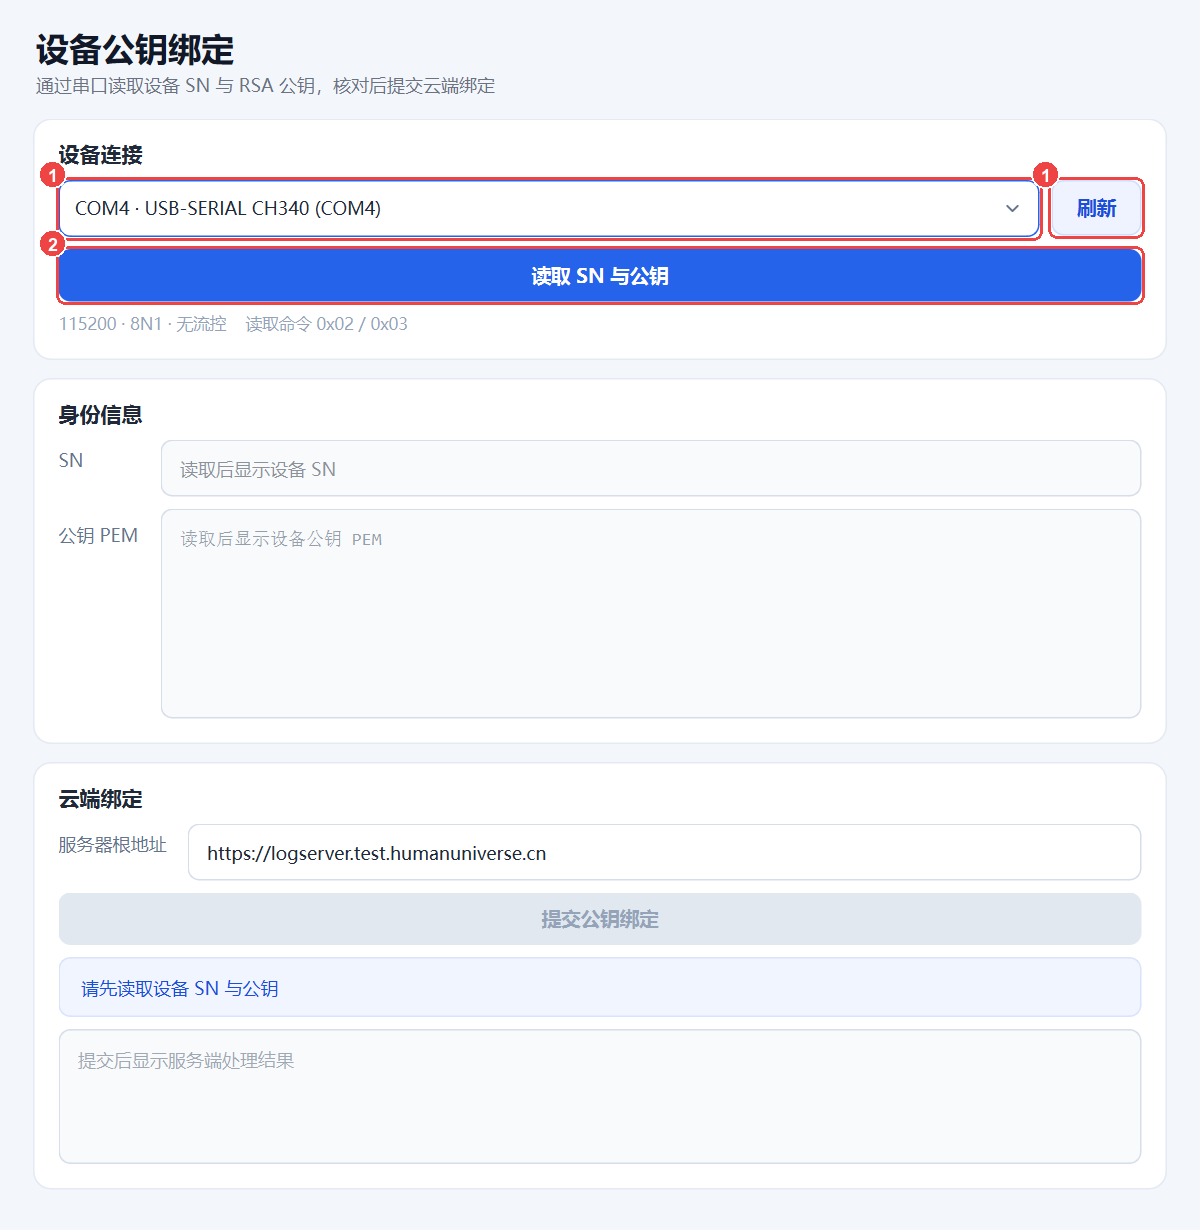 设备公钥绑定
通过串口读取设备 SN 与 RSA 公钥，核对后提交云端绑定
设备连接
1
COM4 · USB-SERIAL CH340 (COM4)
1
刷新
2
读取 SN 与公钥
115200 · 8N1 · 无流控 读取命令 0x02 / 0x03
身份信息
SN
读取后显示设备 SN
公钥 PEM
读取后显示设备公钥 PEM
云端绑定
服务器根地址
https://logserver.test.humanuniverse.cn
提交公钥绑定
请先读取设备 SN 与公钥
提交后显示服务端处理结果